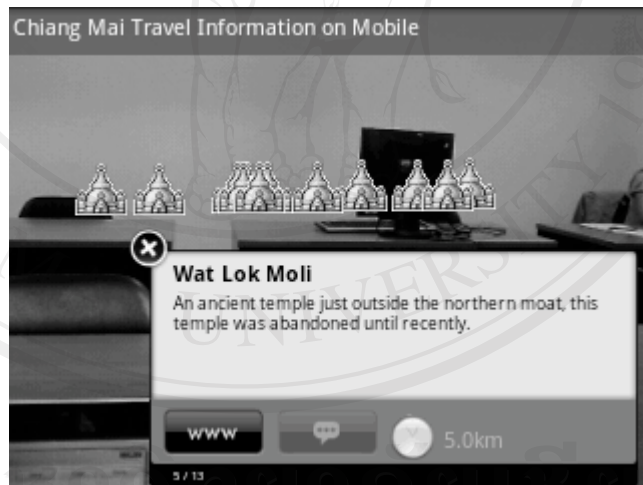 Chiang Mai Travel Information on Mobile
Wat Lok Moli
An ancient temple just outside the northern moat, this
temple was abandoned until recently.
www
5.0km
5 / 13
UNIVERSITY